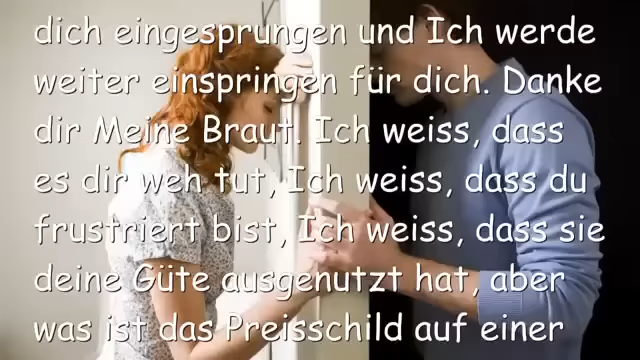 dich eingesprungen und Ich werde
weiter einspringen für dich. Danke
dir Meine Braut. Ich weiss, dass
es dir weh tut, Ich weiss, dass du
frustriert bist, Ich weiss, dass sie
deine Güte ausgenutzt hat, aber
was ist das Preisschild auf einer